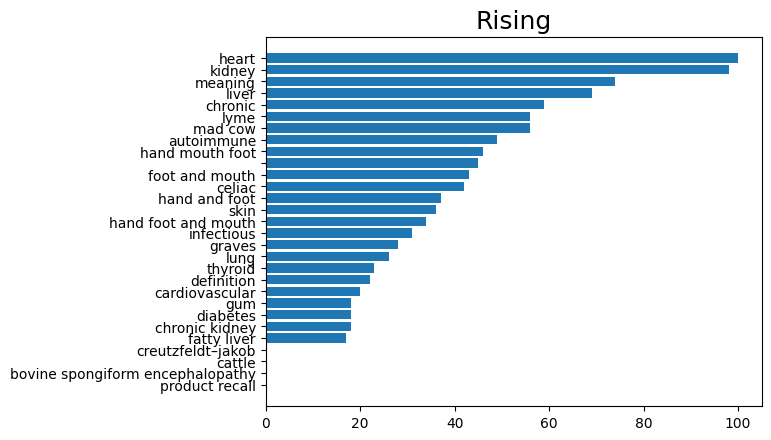 Rising
heart
kidney
meaning
liver
chronic
lyme
mad cow
autoimmune
hand mouth foot
foot and mouth
celiac
hand and foot
skin
hand foot and mouth
infectious
graves
lung
thyroid
definition
cardiovascular
gum
diabetes
chronic kidney
fatty liver
creutzfeldt–jakob
cattle
bovine spongiform encephalopathy
product recall
0 20 40 60 80 100